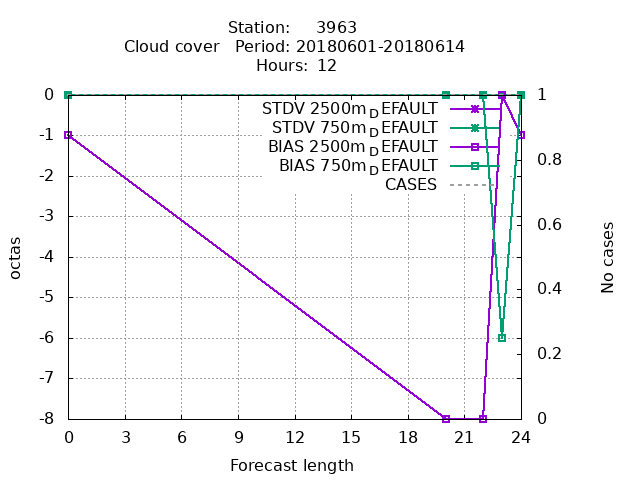 Station: 3963
Cloud cover Period: 20180601-20180614
Hours: 12
STDV 2500m_DEFAULT
STDV 750m_DEFAULT
BIAS 2500m_DEFAULT
BIAS 750m_DEFAULT
CASES
octas
0
-1
-2
-3
-4
-5
-6
-7
-8
1
0.8
0.6
0.4
0.2
0
No cases
0 3 6 9 12 15 18 21 24
Forecast length